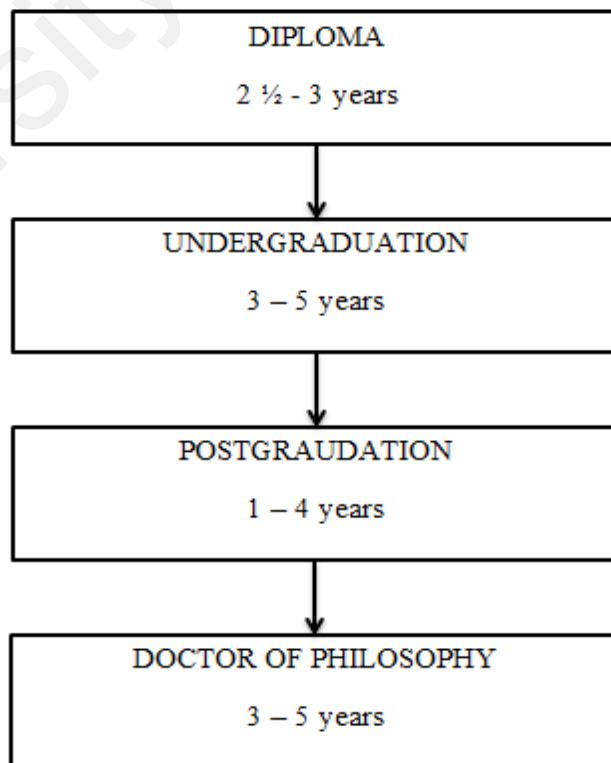 DIPLOMA
2 ½ - 3 years
UNDERGRADUATION
3 – 5 years
POSTGRAUDATION
1 – 4 years
DOCTOR OF PHILOSOPHY
3 – 5 years